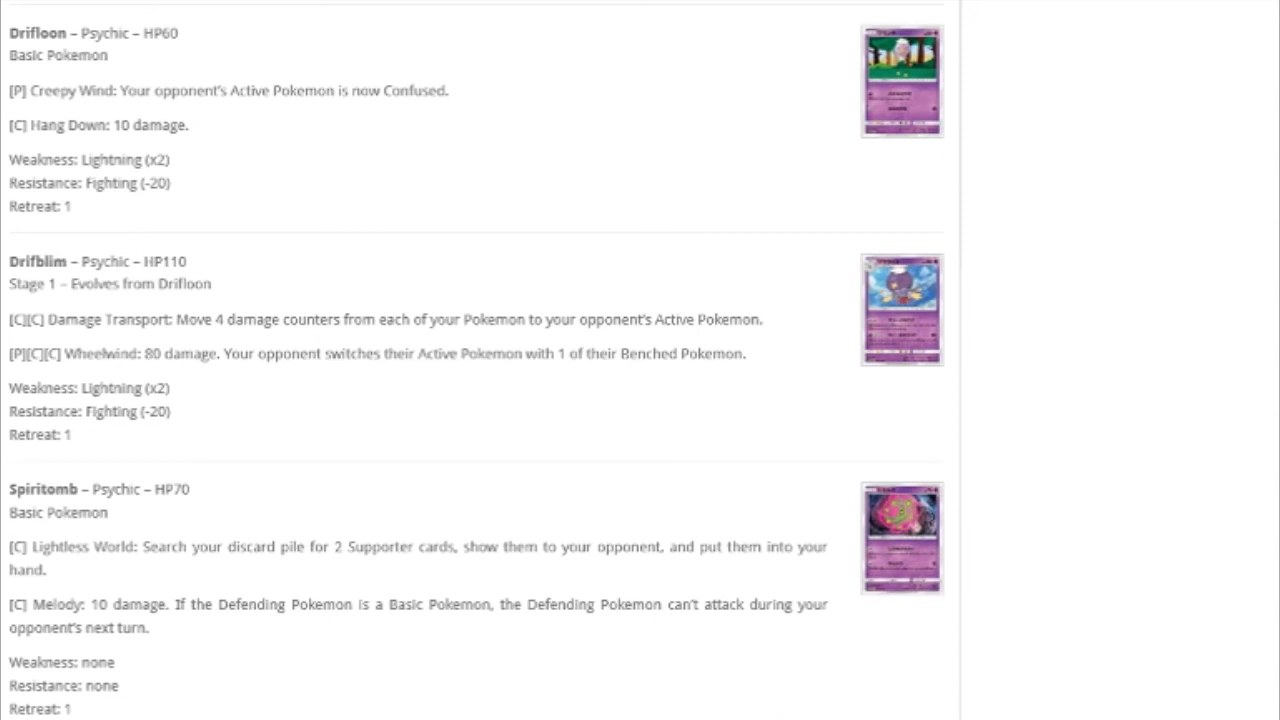 Drifloon – Psychic – HP60
Basic Pokemon
[P] Creepy Wind: Your opponent's Active Pokemon is now Confused.
[C] Hang Down: 10 damage.
Weakness: Lightning (x2)
Resistance: Fighting (-20)
Retreat: 1
Drifblim – Psychic – HP110
Stage 1 – Evolves from Drifloon
[C][C] Damage Transport: Move 4 damage counters from each of your Pokemon to your opponent's Active Pokemon.
[P][C][C] Wheelwind: 80 damage. Your opponent switches their Active Pokemon with 1 of their Benched Pokemon.
Weakness: Lightning (x2)
Resistance: Fighting (-20)
Retreat: 1
Spiritomb – Psychic – HP70
Basic Pokemon
[C] Lightless World: Search your discard pile for 2 Supporter cards, show them to your opponent, and put them into your
hand.
[C] Melody: 10 damage. If the Defending Pokemon is a Basic Pokemon, the Defending Pokemon can't attack during your
opponent's next turn.
Weakness: none
Resistance: none
Retreat: 1